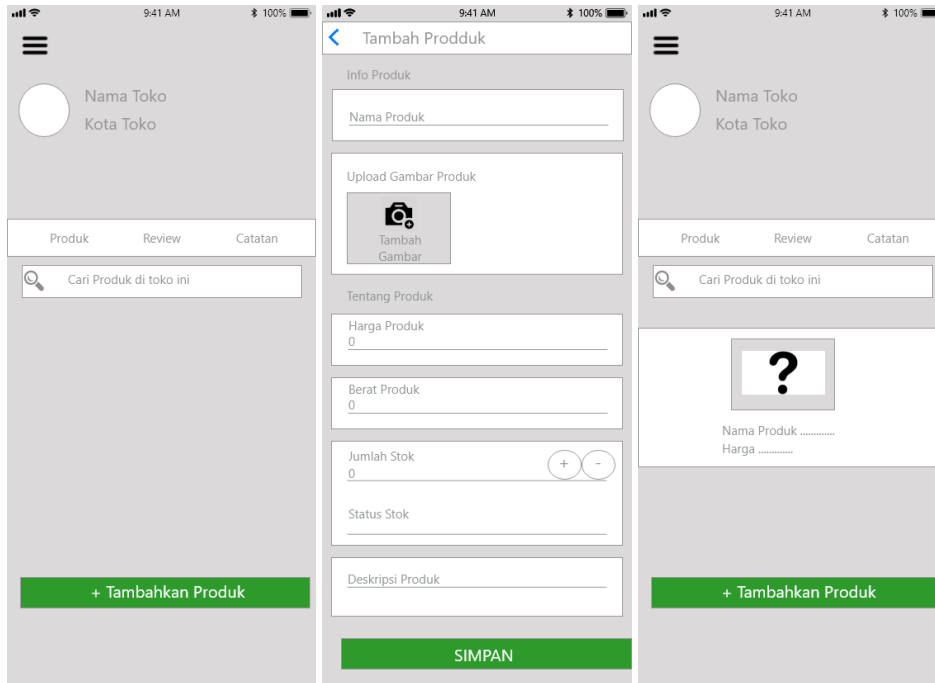 9:41 AM
100%
Nama Toko
Kota Toko
Produk Review Catatan
Cari Produk di toko ini
+ Tambahkan Produk
9:41 AM
100%
Tambah Prodduk
Info Produk
Nama Produk
Upload Gambar Produk
Tambah
Gambar
Tentang Produk
Harga Produk
0
Berat Produk
0
Jumlah Stok
0
+ -
Status Stok
Deskripsi Produk
SIMPAN
9:41 AM
100%
Nama Toko
Kota Toko
Produk Review Catatan
Cari Produk di toko ini
?
Nama Produk .............
Harga .............
+ Tambahkan Produk